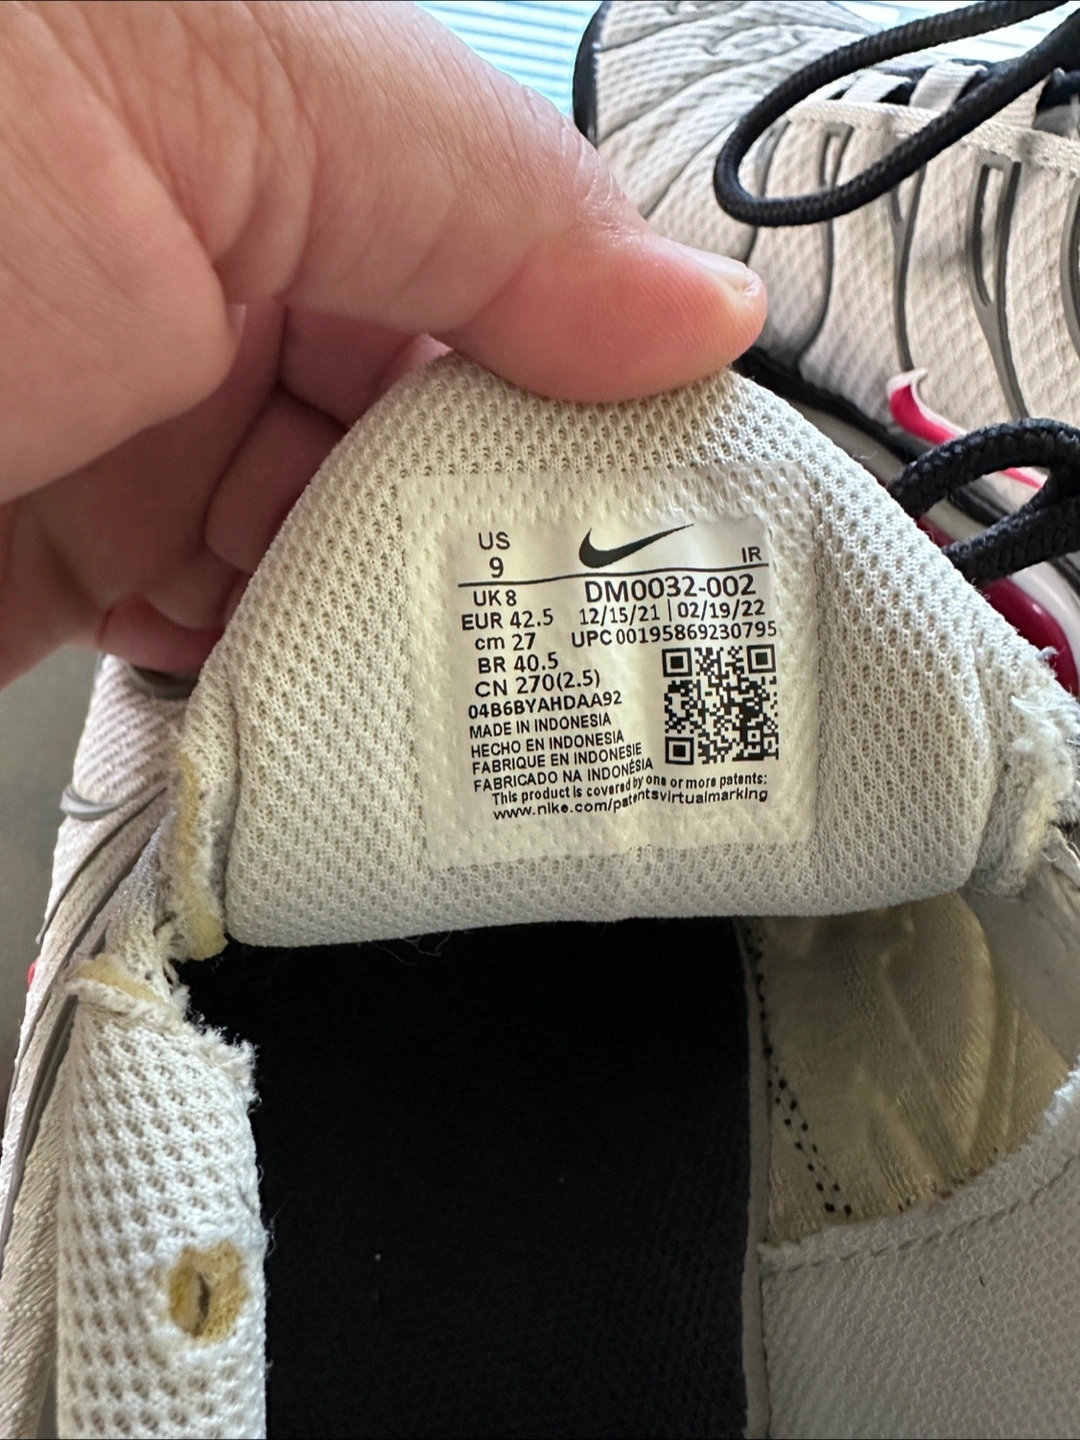 US
9
IR
UK 8
DM0032-002
EUR 42.5
12/15/21 | 02/19/22
cm 27
UPC 00195869230795
BR 40.5
CN 270(2.5)
04B6BYAHDAA92
MADE IN INDONESIA
HECHO EN INDONESIA
FABRIQUE EN INDONESIE
FABRICADO NA INDONÉSIA
This product is covered by one or more patents:
www.nike.com/patentsvirtualmarking